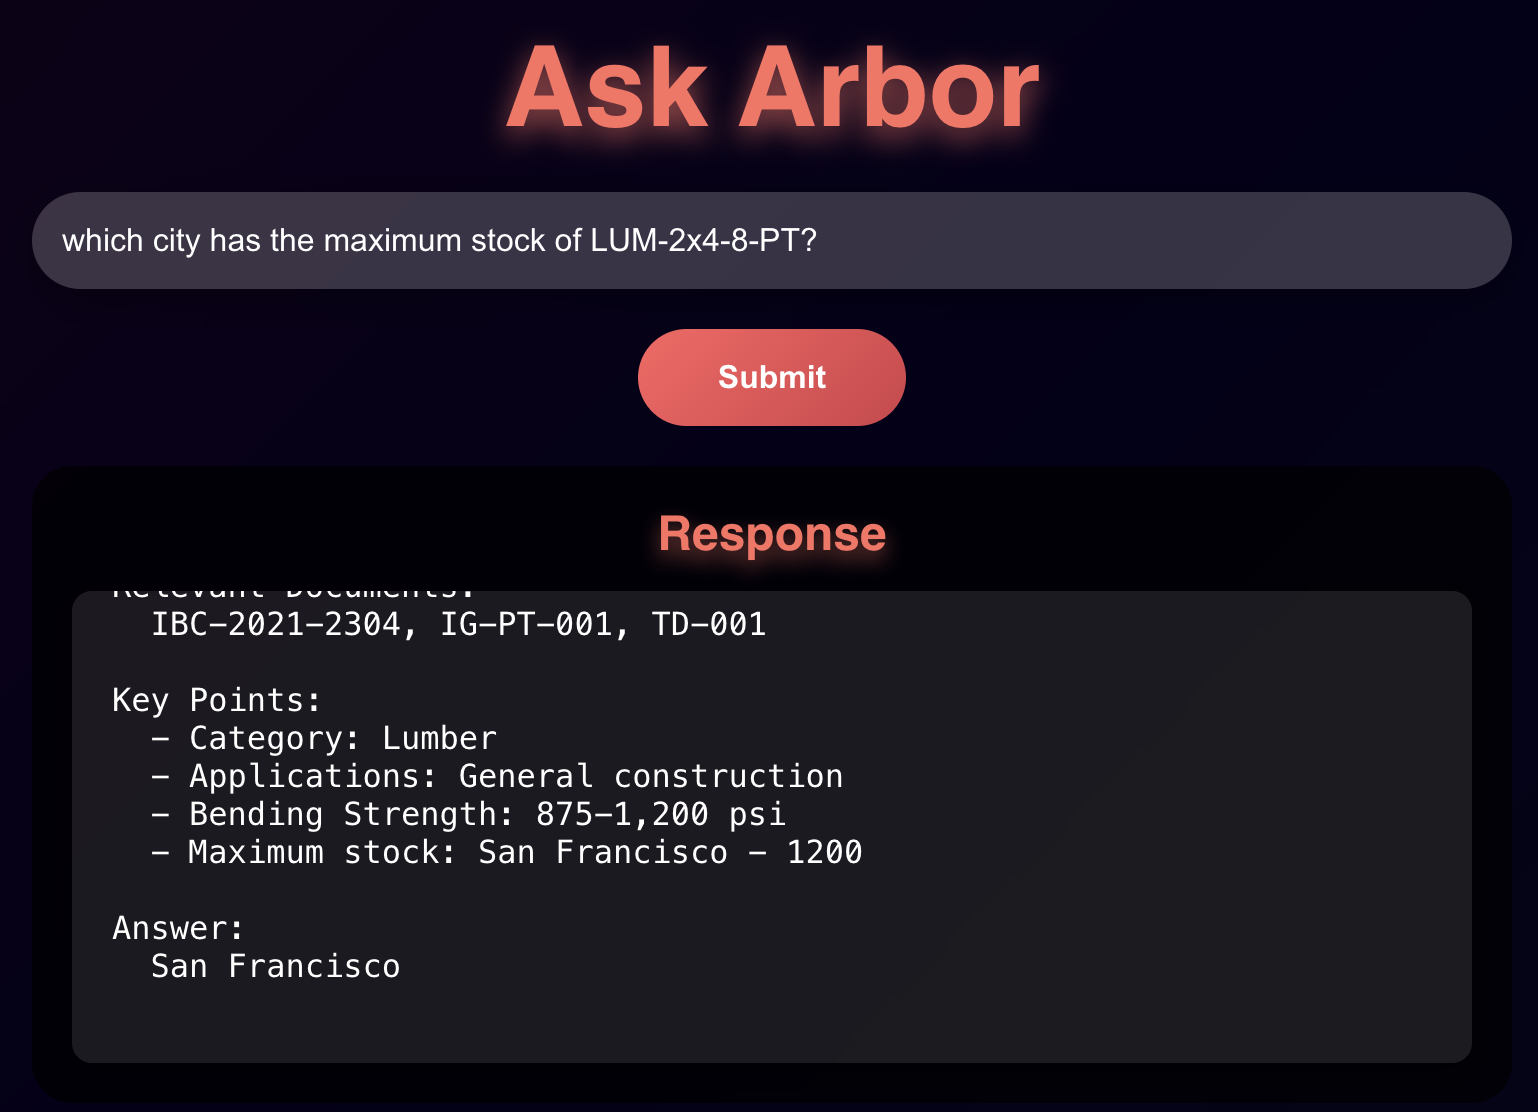 Ask Arbor
which city has the maximum stock of LUM-2x4-8-PT?
Submit
Response
Relevant Documents:
IBC-2021-2304, IG-PT-001, TD-001
Key Points:
- Category: Lumber
- Applications: General construction
- Bending Strength: 875-1,200 psi
- Maximum stock: San Francisco - 1200
Answer:
San Francisco